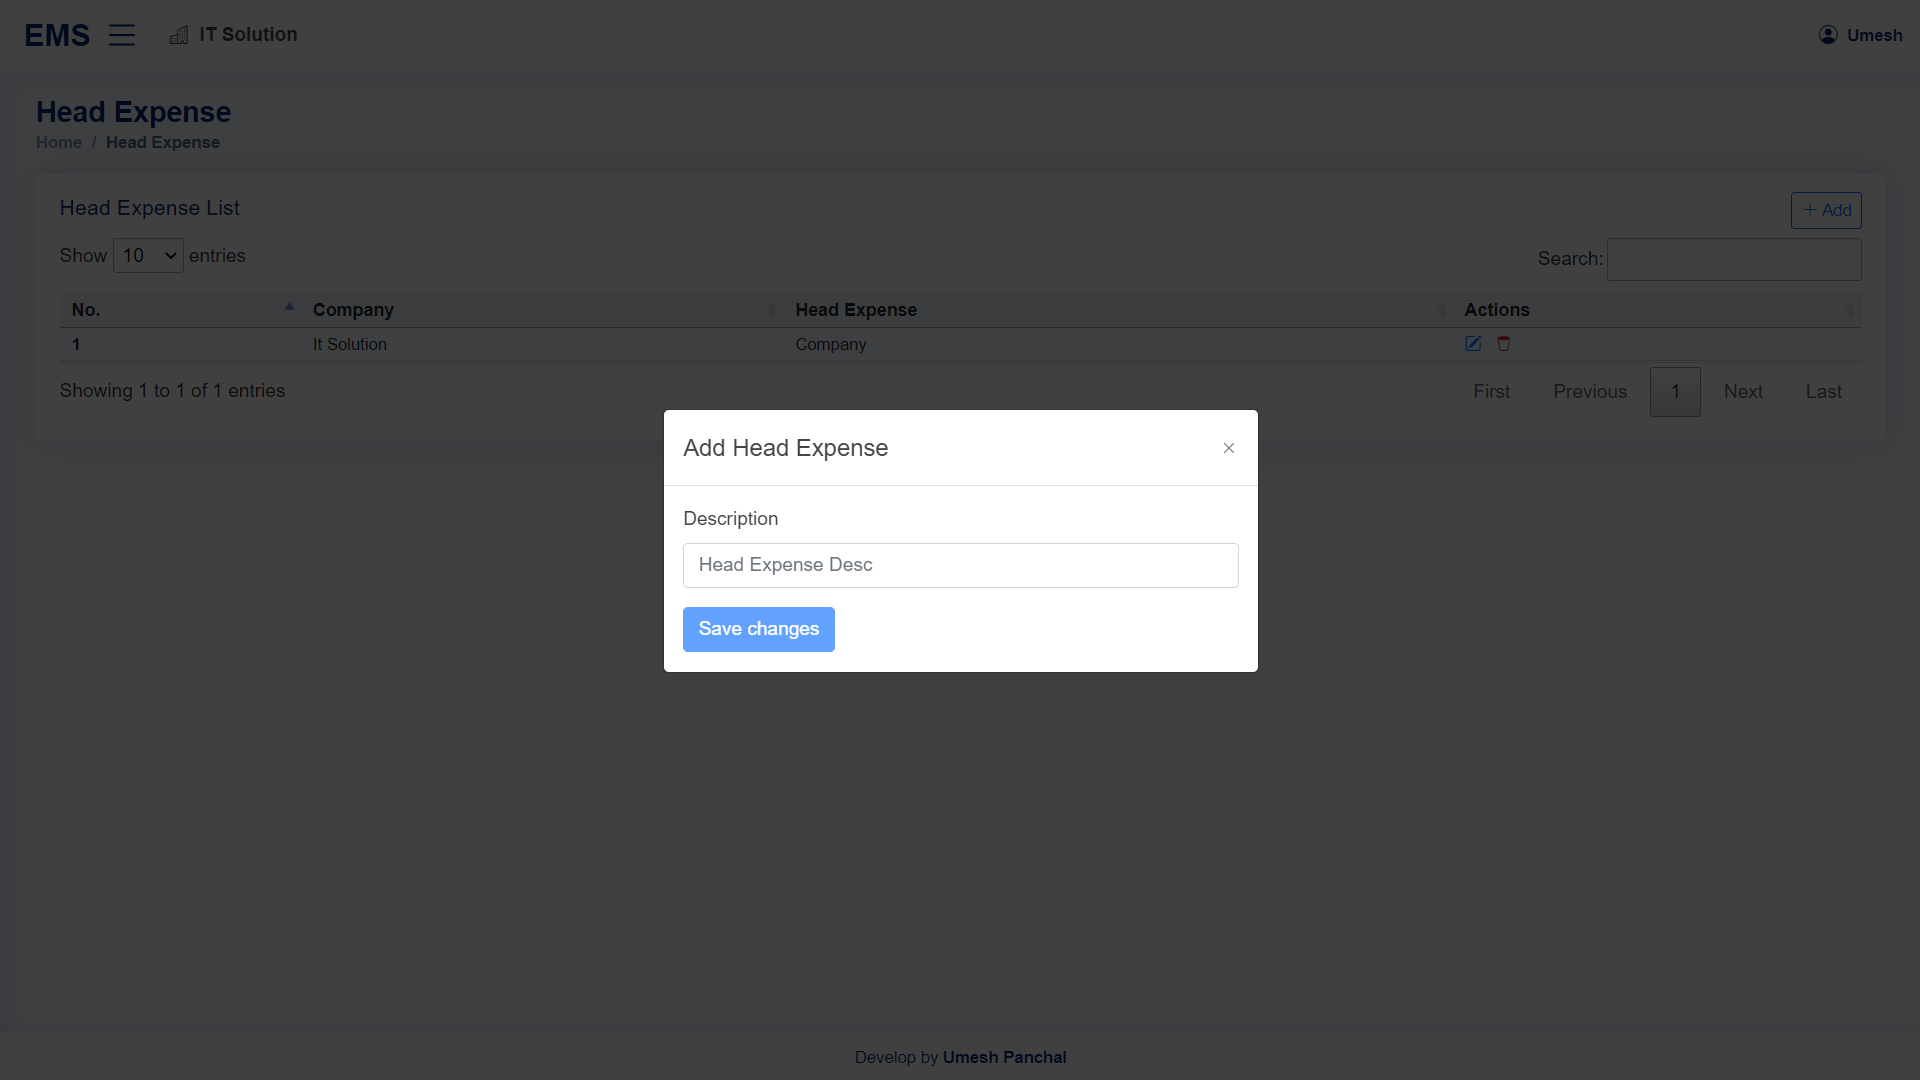 EMS
IT Solution
Umesh
Head Expense
Home / Head Expense
Head Expense List
+ Add
Show 10 entries
Search:
No. Company Head Expense Actions
1 It Solution Company
Showing 1 to 1 of 1 entries
First Previous 1 Next Last
Add Head Expense
×
Description
Head Expense Desc
Save changes
Develop by Umesh Panchal